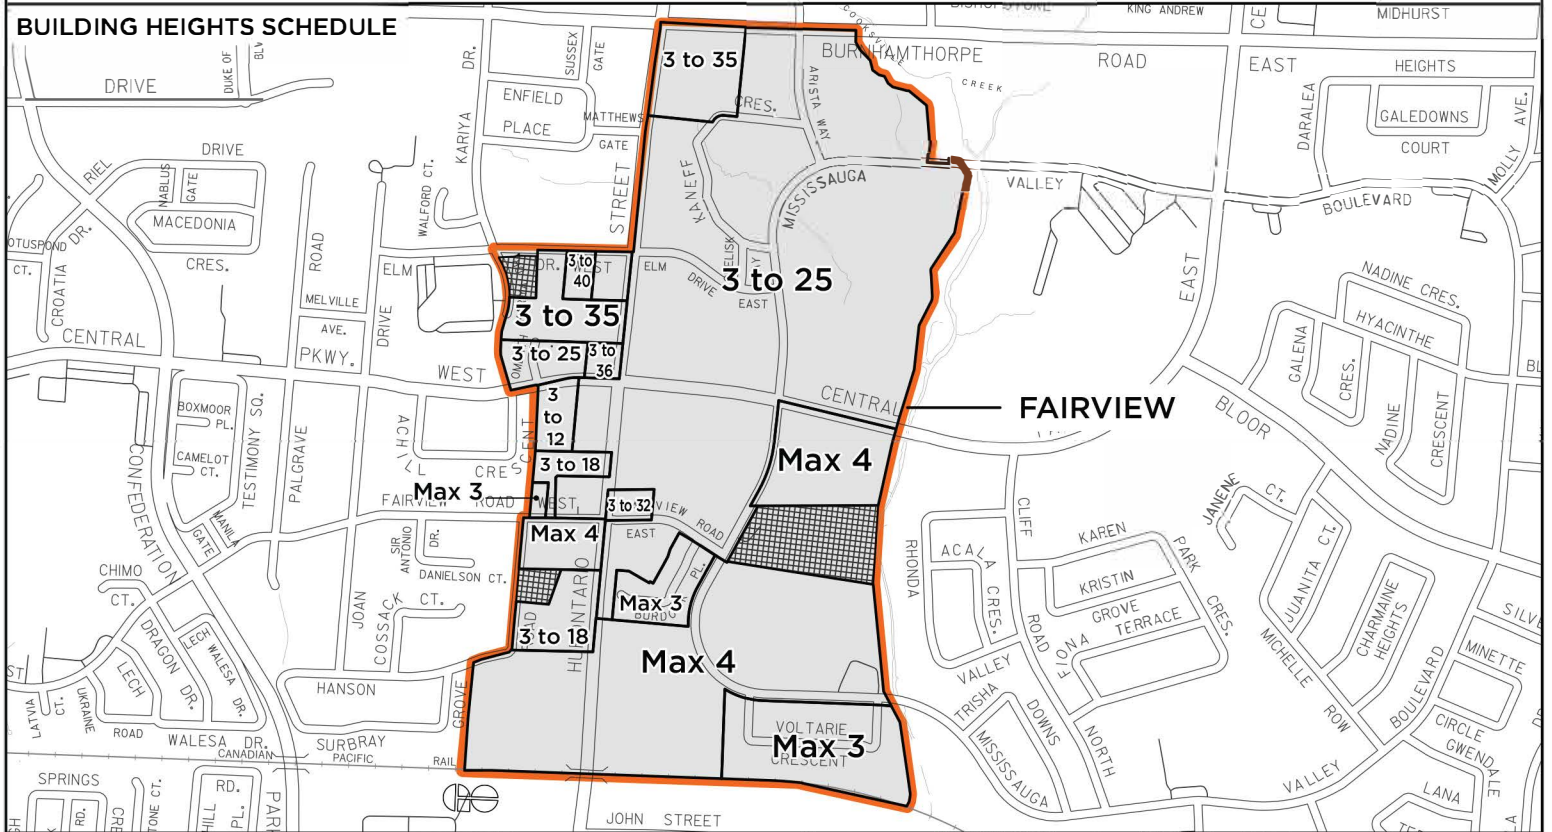 BUILDING HEIGHTS SCHEDULE
KING ANDREW
MIDHURST
COOKSVILLE
CREEK
BURNHAMTHORPE
ROAD
EAST
HEIGHTS
DRIVE
DUKE OF
KARIYA
DR.
SUSSEX
GATE
ENFIELD
PLACE
MATTHEWS
GATE
3 to 35
CRES.
ARISTA WAY
DARALEA
GALEDOWNS
COURT
AVE.
MOLLY
RIEL
DRIVE
NABLUS
GATE
MACEDONIA
CRES.
WALFORD CT.
STREET
KANEFF
MISSISSAUGA
VALLEY
BOULEVARD
OTUSPOND
DR.
CT.
CROATIA
ROAD
ELM
DR.
WEST
3 to
40
ELM
DRIVE
EAST
3 to 25
EAST
NADINE CRES.
HYACINTHE
GALENA
CRES.
NADINE
CRESCENT
MELVILLE
AVE.
DRIVE
3 to 35
CENTRAL
PKWY.
WEST
3 to 25
3 to
36
CENTRAL
FAIRVIEW
BLOOR
BOXMOOR
PL.
TESTIMONY SQ.
PALGRAVE
3
to
12
CAMELOT
CT.
CRESCENT
3 to 18
Max 4
CONFEDERATION
FAIRVIEW
ROAD
WEST
Max 3
3 to 32
VIEW
ROAD
EAST
MANILA
GATE
SIR
ANTONIO
DR.
Max 4
CLIFF
ROAD
JANENE
CT.
KAREN
PARK
CRES.
RHONDA
ACALA
CRES.
KRISTIN
GROVE
TERRACE
JUANITA CT.
CHIMO
CT.
DANIELSON CT.
JOAN
COSSACK
CT.
HURONTARIO
Max 3
PL.
FIONA
CHARMAINE
HEIGHTS
MICHELLE
ROW
MINETTE
DRAGON DR.
LECH WALESA DR.
LECH
3 to 18
Max 4
VALLEY
TRISHA
DOWNS
NORTH
BOULEVARD
CIRCLE
GWENDALE
LATVIA
CT.
UKRAINE
ROAD
WALESA DR.
HANSON
GROVE
SURBRAY
CANADIAN
PACIFIC
RAIL
VOLTARIE
CRESCENT
Max 3
MISSISSAUGA
VALLEY
LANA
SPRINGS
RD.
RD.
HILL
PL.
JOHN STREET